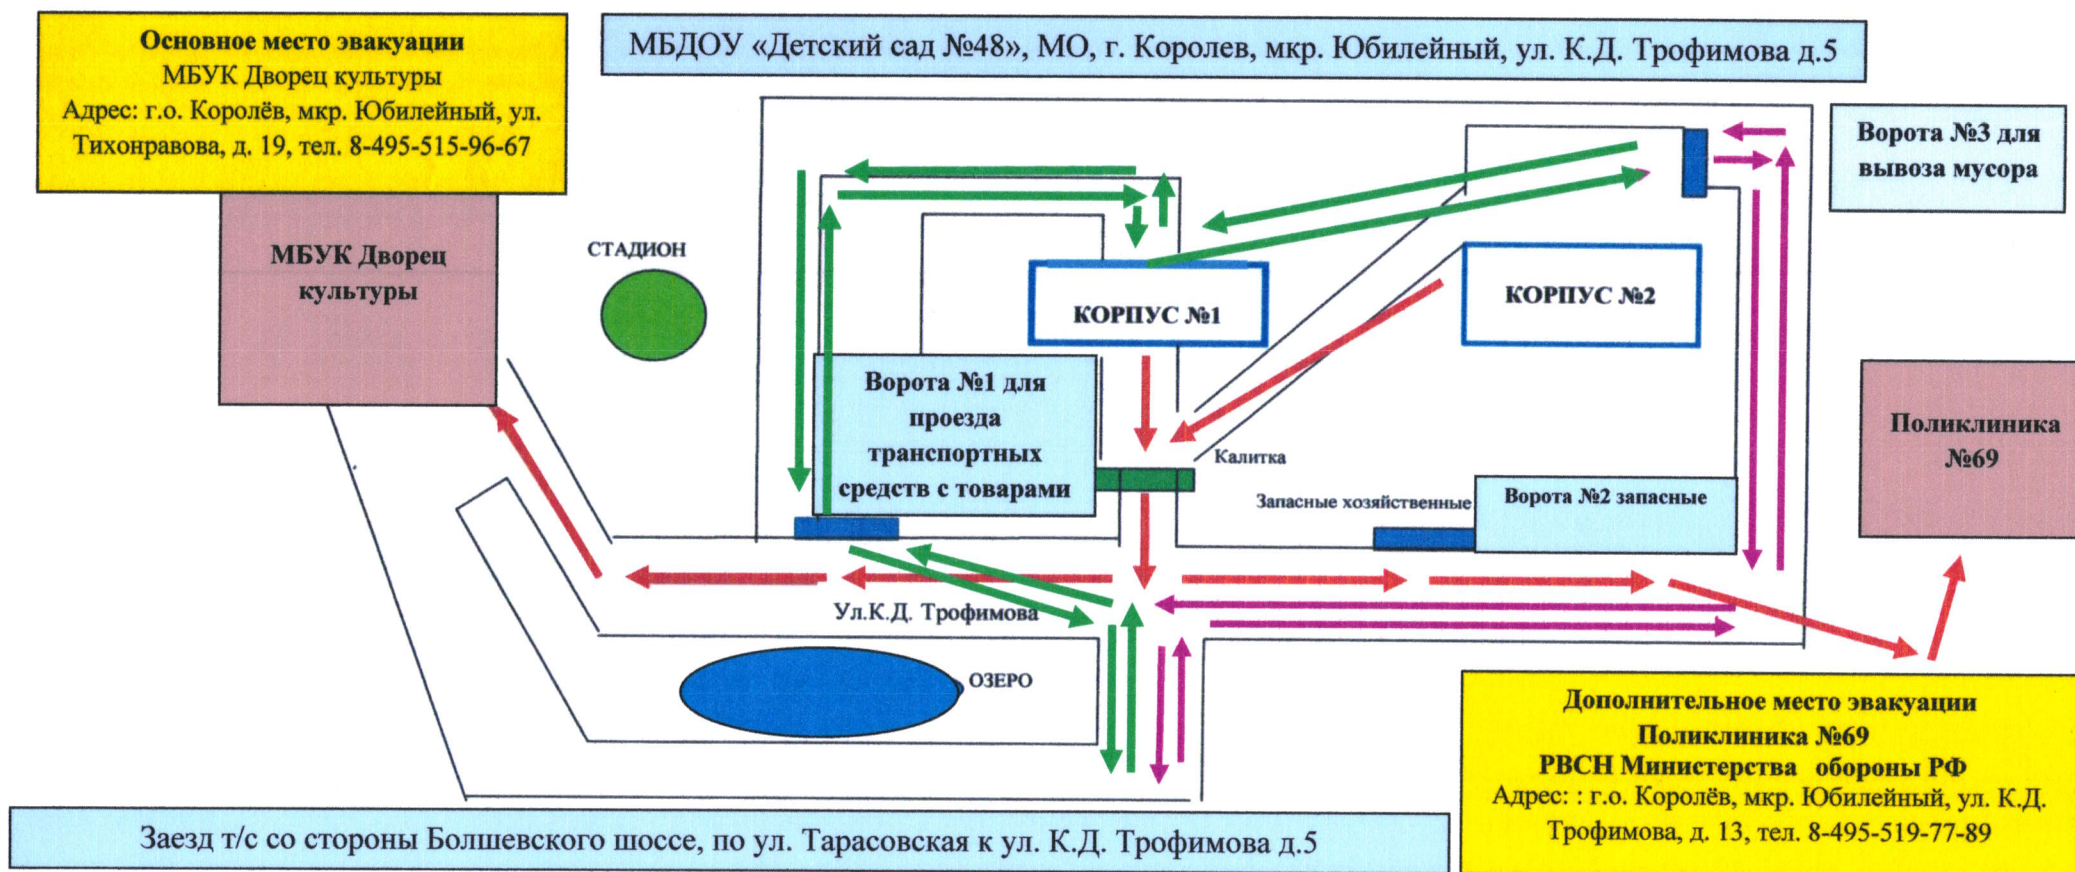 Основное место эвакуации
МБУК Дворец культуры
Адрес: г.о. Королёв, мкр. Юбилейный, ул.
Тихонравова, д. 19, тел. 8-495-515-96-67
МБДОУ «Детский сад №48», МО, г. Королев, мкр. Юбилейный, ул. К.Д. Трофимова д.5
Ворота №3 для
вывоза мусора
МБУК Дворец
культуры
СТАДИОН
КОРПУС №1
КОРПУС №2
Ворота №1 для
проезда
транспортных
средств с товарами
Калитка
Запасные хозяйственные
Ворота №2 запасные
Поликлиника
№69
Ул.К.Д. Трофимова
ОЗЕРО
Дополнительное место эвакуации
Поликлиника №69
РВСН Министерства обороны РФ
Адрес: : г.о. Королёв, мкр. Юбилейный, ул. К.Д.
Трофимова, д. 13, тел. 8-495-519-77-89
Заезд т/с со стороны Болшевского шоссе, по ул. Тарасовская к ул. К.Д. Трофимова д.5